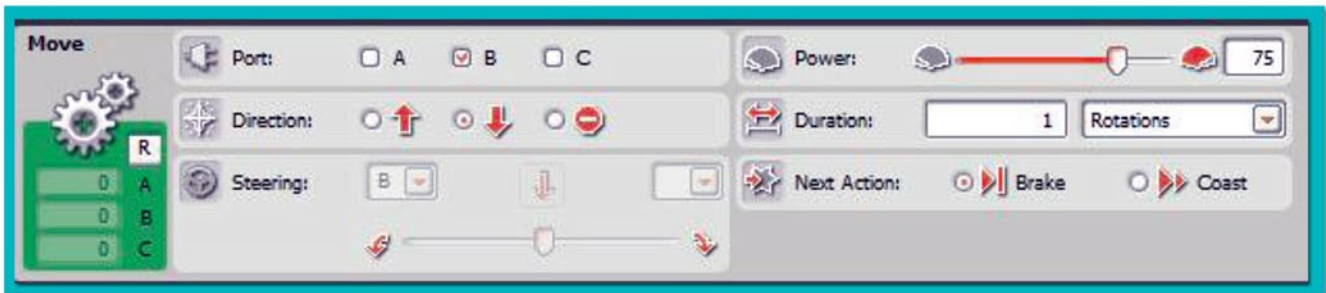 Move
R
0 A
0 B
0 C
Port: A B C
Direction:
Steering: B
Power: 75
Duration: 1 Rotations
Next Action: Brake Coast